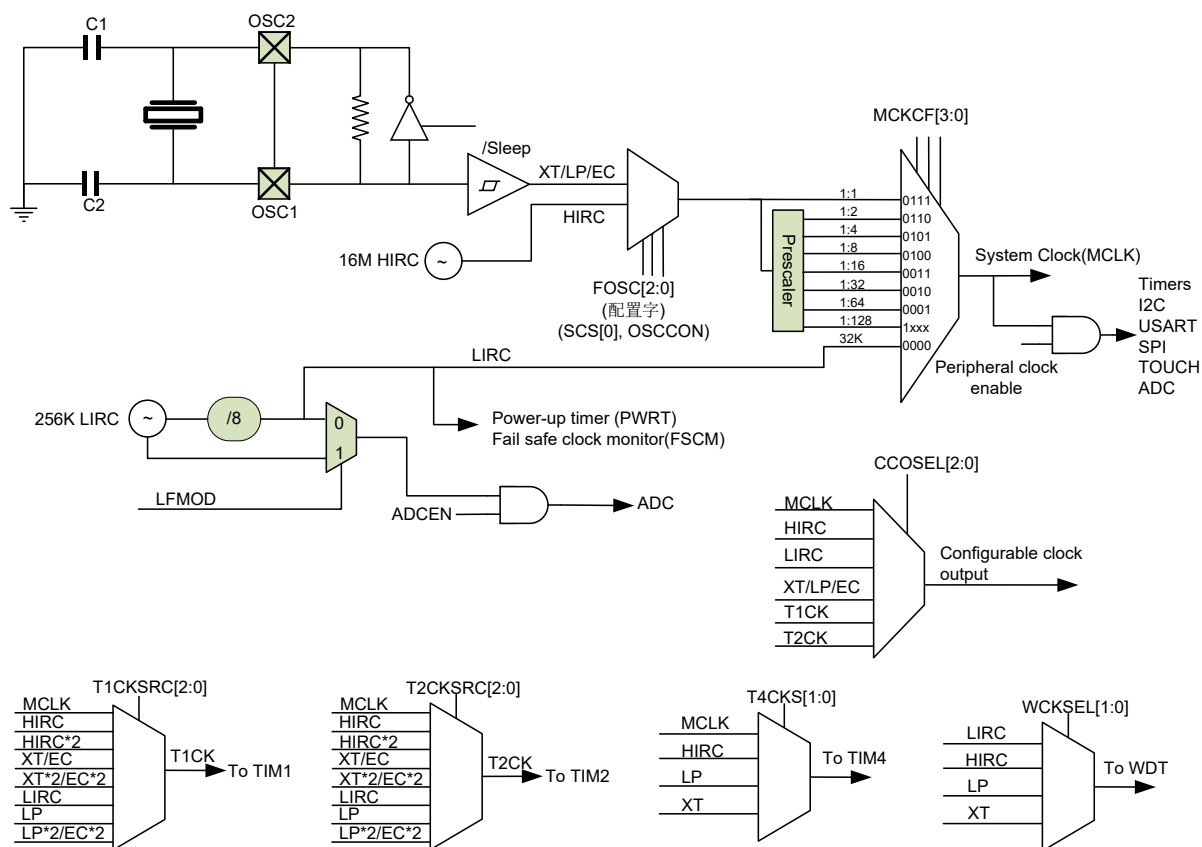 C1
OSC2
C2
OSC1
/Sleep
XT/LP/EC
HIRC
16M HIRC
~
FOSC[2:0]
(配置字)
(SCS[0], OSCCON)
MCKCF[3:0]
Prescaler
1:1
0111
1:2
0110
1:4
0101
1:8
0100
1:16
0011
1:32
0010
1:64
0001
1:128
1xxx
32K
0000
System Clock(MCLK)
Peripheral clock
enable
Timers
I2C
USART
SPI
TOUCH
ADC
LIRC
256K LIRC
~
/8
0
1
Power-up timer (PWRT)
Fail safe clock monitor(FSCM)
LFMOD
ADCEN
ADC
CCOSEL[2:0]
MCLK
HIRC
LIRC
XT/LP/EC
T1CK
T2CK
Configurable clock
output
T1CKSRC[2:0]
MCLK
HIRC
HIRC*2
XT/EC
XT*2/EC*2
LIRC
LP
LP*2/EC*2
T1CK
To TIM1
T2CKSRC[2:0]
MCLK
HIRC
HIRC*2
XT/EC
XT*2/EC*2
LIRC
LP
LP*2/EC*2
T2CK
To TIM2
T4CKS[1:0]
MCLK
HIRC
LP
XT
To TIM4
WCKSEL[1:0]
LIRC
HIRC
LP
XT
To WDT